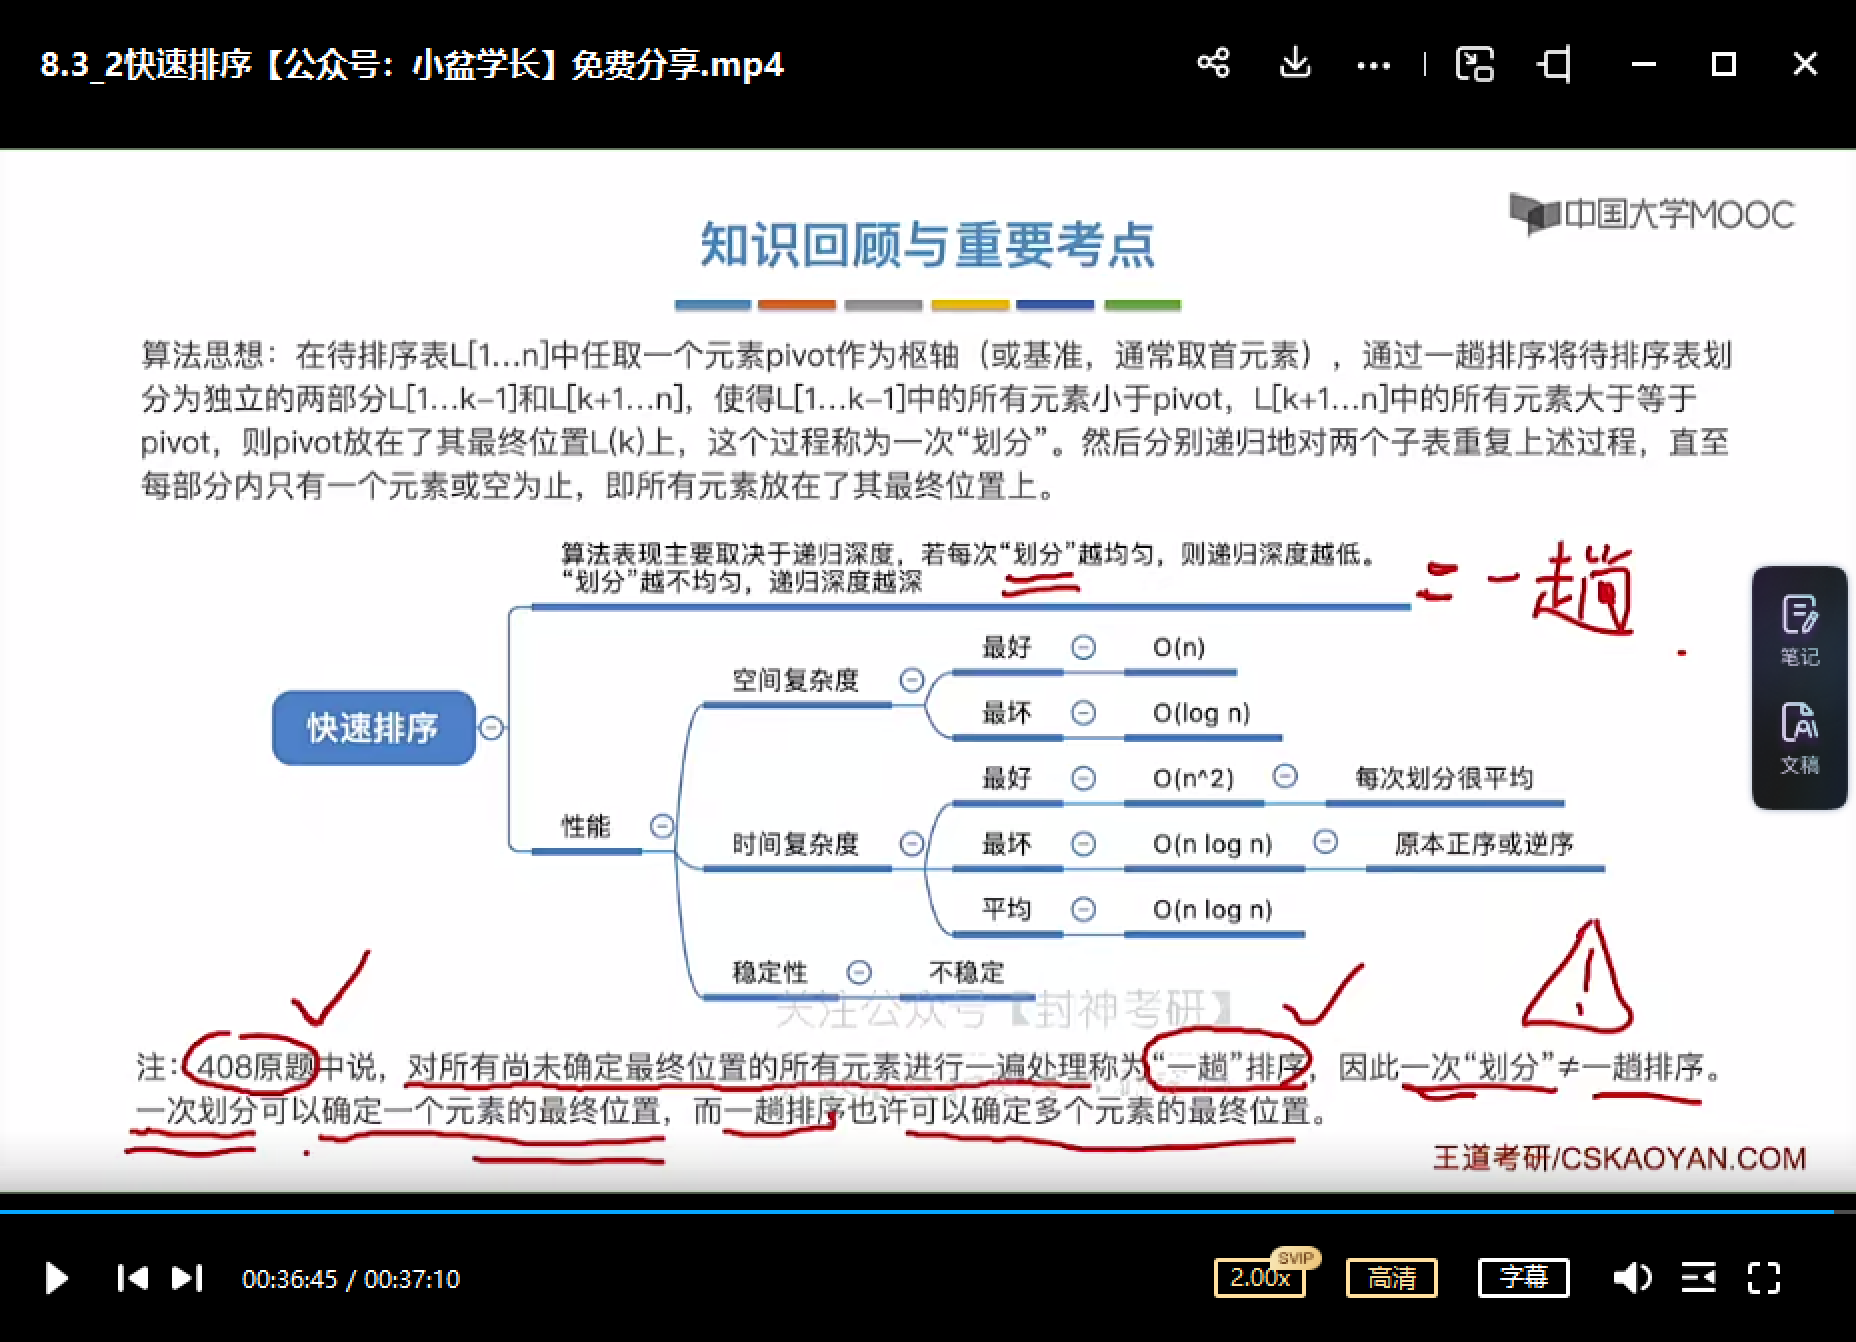 8.3_2快速排序【公众号：小盆学长】免费分享.mp4
中国大学MOOC
知识回顾与重要考点
算法思想：在待排序表L[1…n]中任取一个元素pivot作为枢轴（或基准，通常取首元素），通过一趟排序将待排序表划
分为独立的两部分L[1…k-1]和L[k+1…n]，使得L[1…k-1]中的所有元素小于pivot，L[k+1…n]中的所有元素大于等于
pivot，则pivot放在了其最终位置L(k)上，这个过程称为一次“划分”。然后分别递归地对两个子表重复上述过程，直至
每部分内只有一个元素或空为止，即所有元素放在了其最终位置上。
算法表现主要取决于递归深度，若每次“划分”越均匀，则递归深度越低。
“划分”越不均匀，递归深度越深
=一趟
笔记
文稿
快速排序
性能
空间复杂度
最好 O(n)
最坏 O(log n)
时间复杂度
最好 O(n^2) 每次划分很平均
最坏 O(n log n) 原本正序或逆序
平均 O(n log n)
稳定性 不稳定
关注公众号【封神考研】
注：408原题中说，对所有尚未确定最终位置的所有元素进行一遍处理称为“一趟”排序，因此一次“划分”≠一趟排序。
一次划分可以确定一个元素的最终位置，而一趟排序也许可以确定多个元素的最终位置。
王道考研/CSKAOYAN.COM
00:36:45 / 00:37:10
2.00x
SVIP
高清
字幕